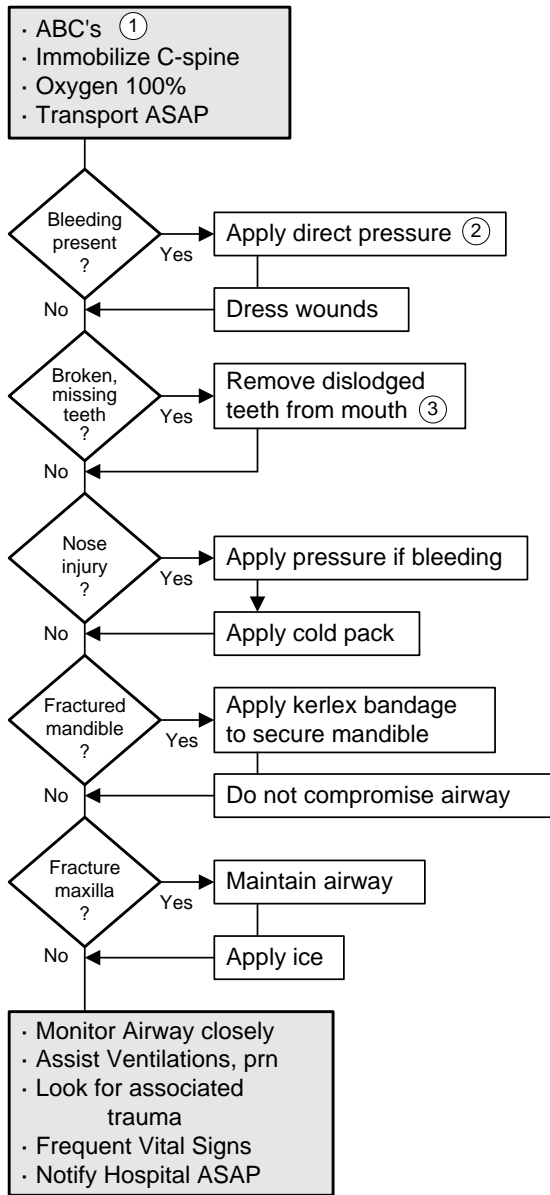 · ABC's ①
· Immobilize C-spine
· Oxygen 100%
· Transport ASAP
Bleeding
present
?
Yes
Apply direct pressure ②
No
Dress wounds
Broken,
missing
teeth
?
Yes
Remove dislodged
teeth from mouth ③
No
Nose
injury
?
Yes
Apply pressure if bleeding
No
Apply cold pack
Fractured
mandible
?
Yes
Apply kerlex bandage
to secure mandible
No
Do not compromise airway
Fracture
maxilla
?
Yes
Maintain airway
No
Apply ice
· Monitor Airway closely
· Assist Ventilations, prn
· Look for associated
trauma
· Frequent Vital Signs
· Notify Hospital ASAP